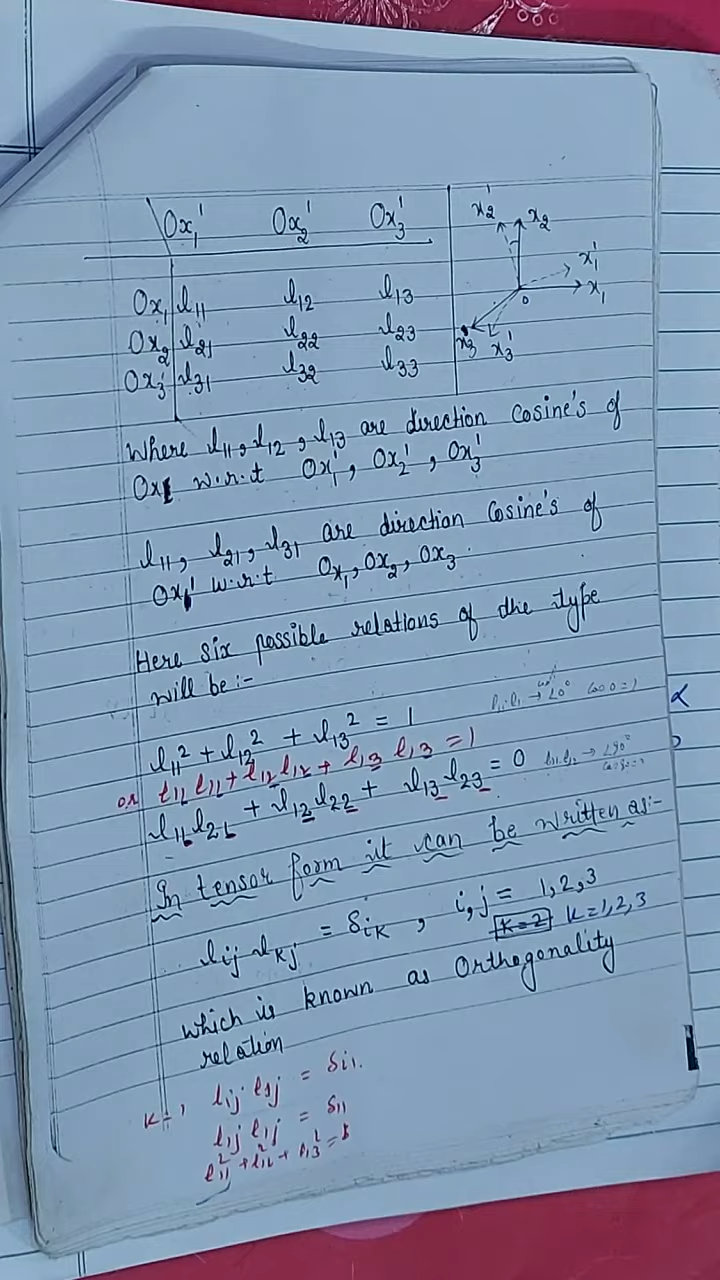 Ox₁' Ox₂' Ox₃'
Ox₁ l₁₁ l₁₂ l₁₃
Ox₂ l₂₁ l₂₂ l₂₃
Ox₃ l₃₁ l₃₂ l₃₃
x₂' x₂
x₁'
O x₁
x₃ x₃'
Where l₁₁, l₁₂, l₁₃ are direction Cosine's of
Ox₁ w.r.t Ox₁', Ox₂', Ox₃'
l₁₁, l₂₁, l₃₁ are direction Cosine's of
Ox₁' w.r.t Ox₁, Ox₂, Ox₃.
Here six possible relations of the type
will be :-
l₁₁² + l₁₂² + l₁₃² = 1 → ∠0° Cos 0 = 1
or l₁₁ l₁₁ + l₁₂ l₁₂ + l₁₃ l₁₃ = 1
l₁₁ l₂₁ + l₁₂ l₂₂ + l₁₃ l₂₃ = 0 → ∠90°
In tensor form it can be written as:-
lᵢⱼ lₖⱼ = δᵢₖ , i,j = 1,2,3
k=2 k=1,2,3
which is known as Orthogonality
relation
k=1 lᵢⱼ l₁ⱼ = δᵢ₁.
l₁ⱼ l₁ⱼ = δ₁₁
l₁₁² + l₁₂² + l₁₃² =